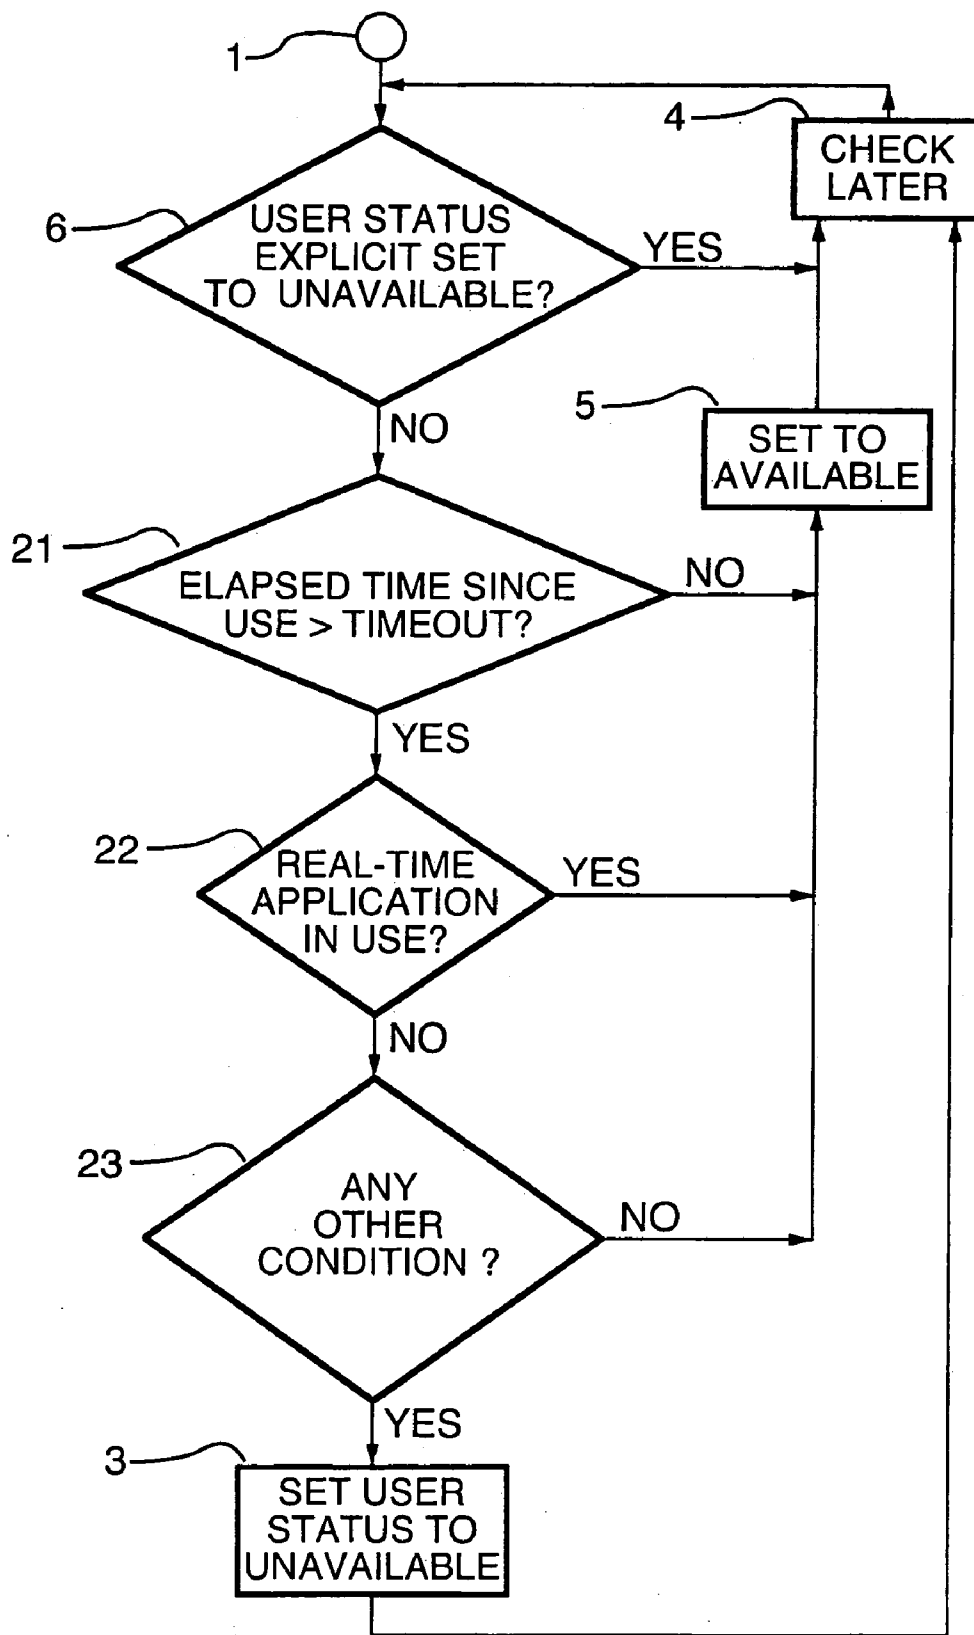 1
4
CHECK
LATER
6
USER STATUS
EXPLICIT SET
TO UNAVAILABLE?
YES
NO
5
SET TO
AVAILABLE
21
ELAPSED TIME SINCE
USE > TIMEOUT?
NO
YES
22
REAL-TIME
APPLICATION
IN USE?
YES
NO
23
ANY
OTHER
CONDITION ?
NO
YES
3
SET USER
STATUS TO
UNAVAILABLE